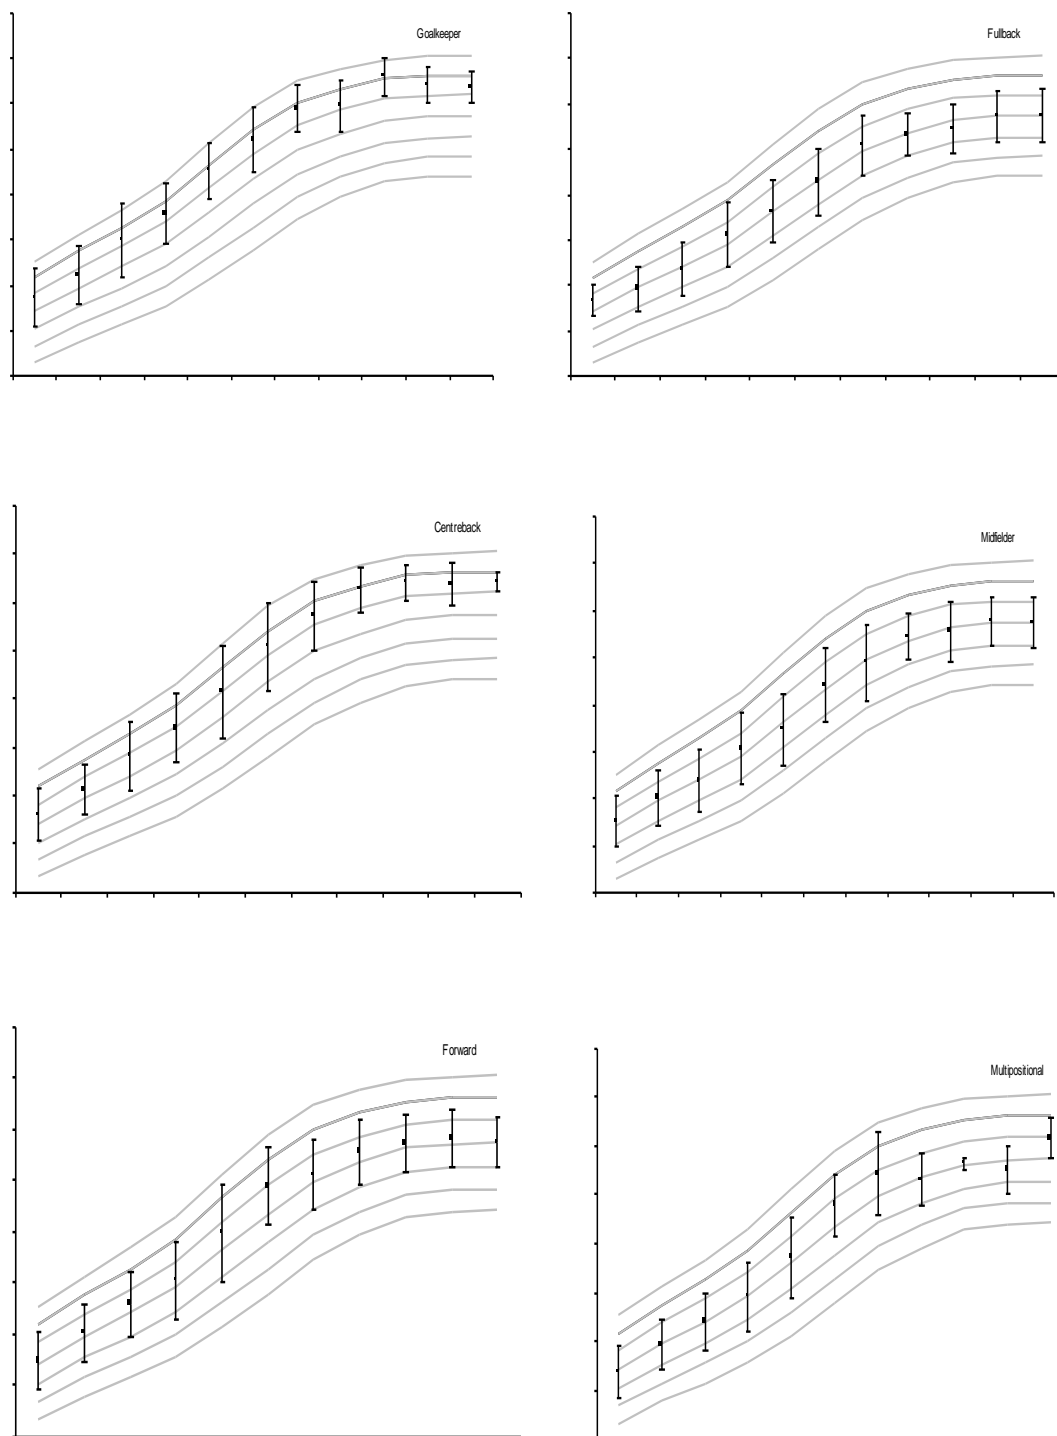 Goalkeeper
Fullback
Centreback
Midfielder
Forward
Multipositional